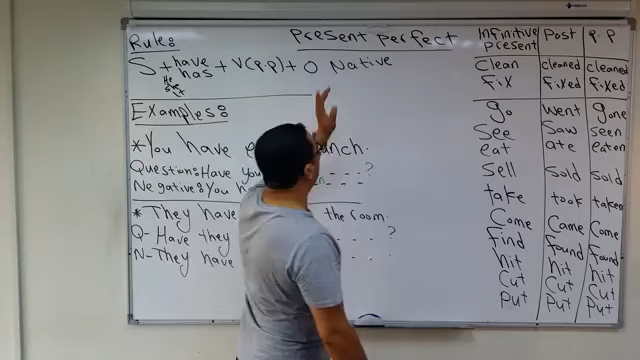 Rule:
Present perfect
S + have + V(p.p) + O Native
has
He
She
It
Examples:
*You have e lunch.
Question: Have you - - - ?
Negative: You h n - - -
* They have the room.
Q- Have they - - - ?
N- They have . . .
Infinitive present Past P.P
Clean cleaned cleaned
Fix Fixed Fixed
go went gone
See Saw seen
eat ate eaten
Sell Sold Sold
take took taken
Come Came Come
find found found
hit hit hit
Cut Cut Cut
Put Put Put